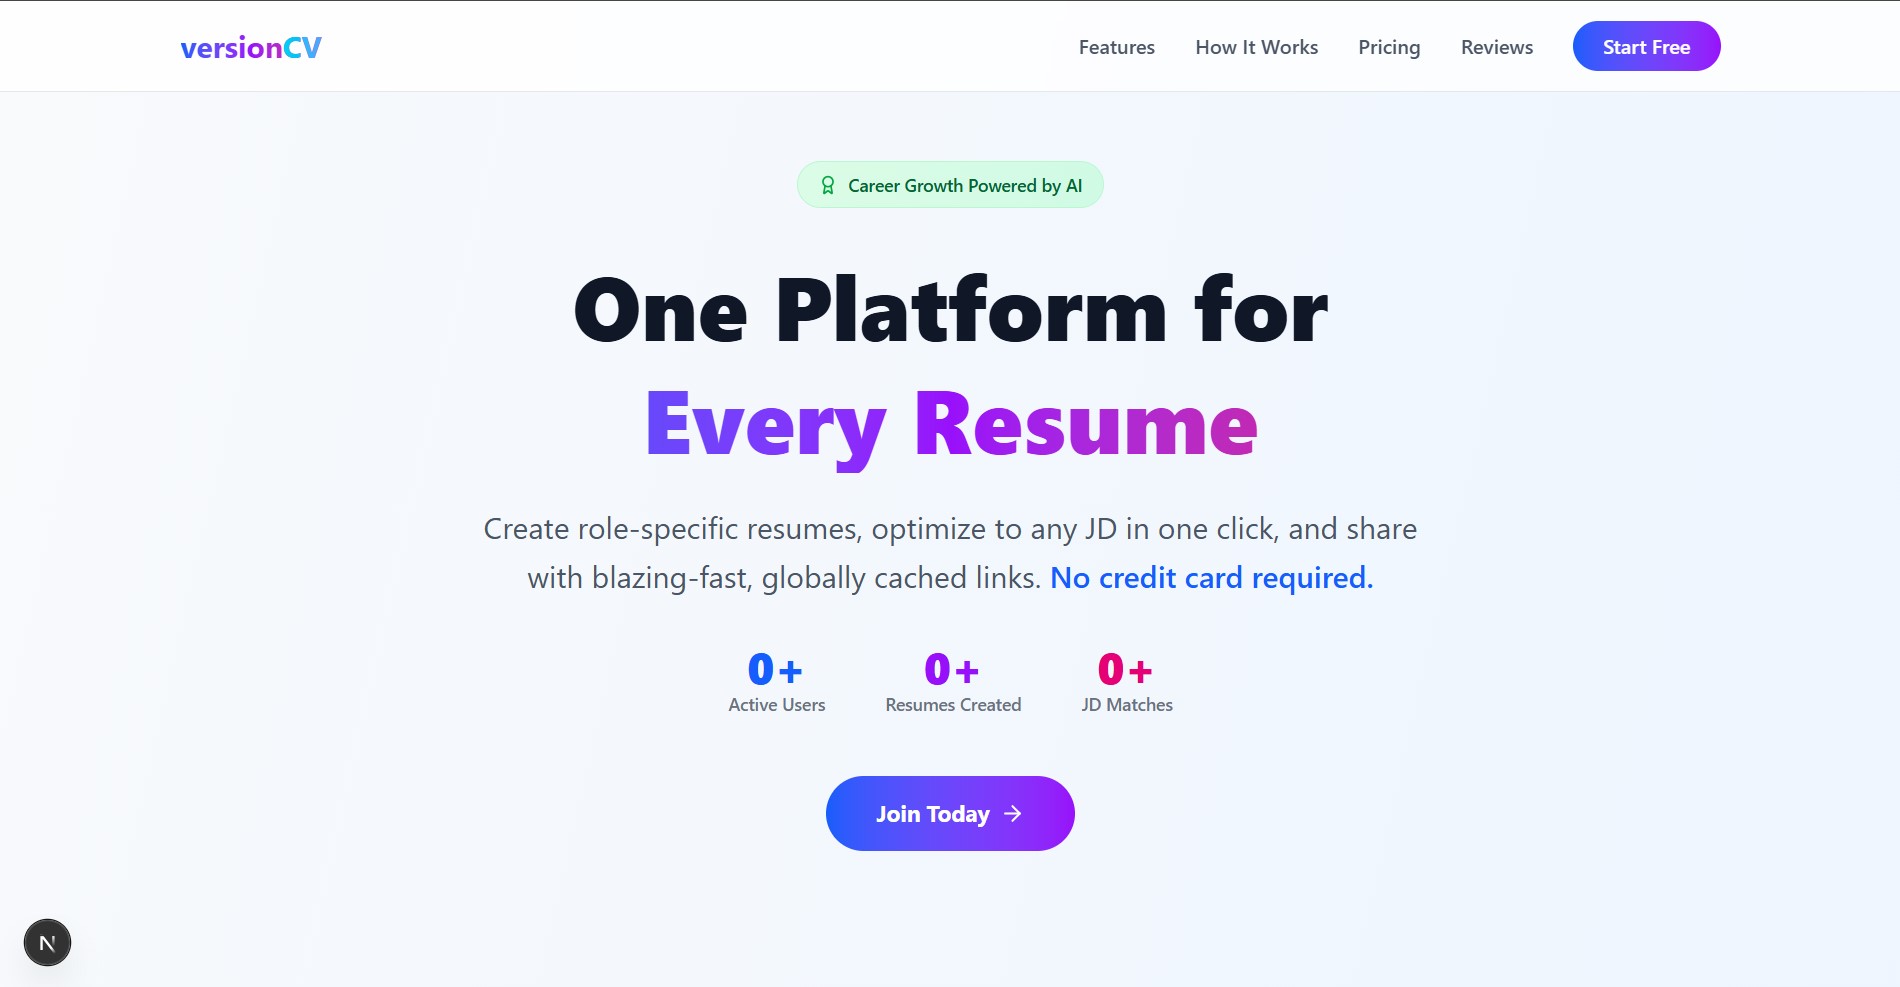 versionCV
Features
How It Works
Pricing
Reviews
Start Free
Career Growth Powered by AI
One Platform for
Every Resume
Create role-specific resumes, optimize to any JD in one click, and share
with blazing-fast, globally cached links. No credit card required.
0+
Active Users
0+
Resumes Created
0+
JD Matches
Join Today
N